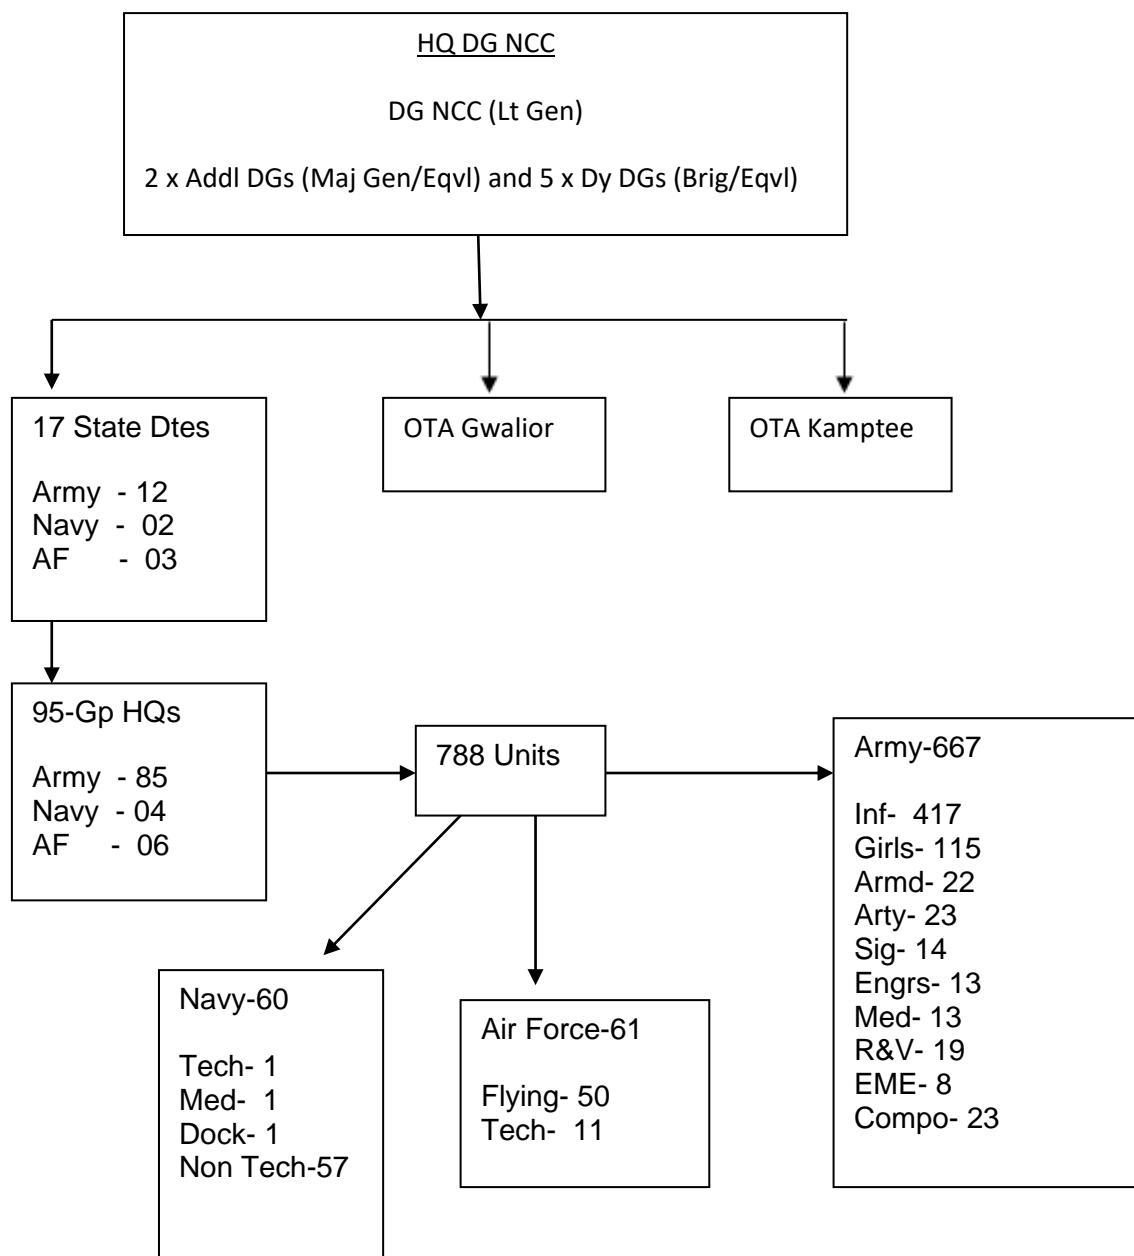 HQ DG NCC
DG NCC (Lt Gen)
2 x Addl DGs (Maj Gen/Eqvl) and 5 x Dy DGs (Brig/Eqvl)
17 State Dtes
Army - 12
Navy - 02
AF - 03
OTA Gwalior
OTA Kamptee
95-Gp HQs
Army - 85
Navy - 04
AF - 06
788 Units
Army-667
Inf- 417
Girls- 115
Armd- 22
Arty- 23
Sig- 14
Engrs- 13
Med- 13
R&V- 19
EME- 8
Compo- 23
Navy-60
Tech- 1
Med- 1
Dock- 1
Non Tech-57
Air Force-61
Flying- 50
Tech- 11